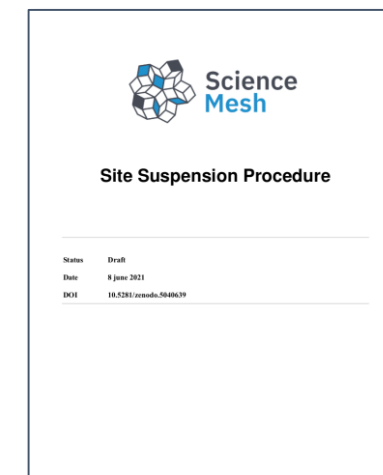 Science
Mesh
Site Suspension Procedure
Status Draft
Date 8 june 2021
DOI 10.5281/zenodo.5040639